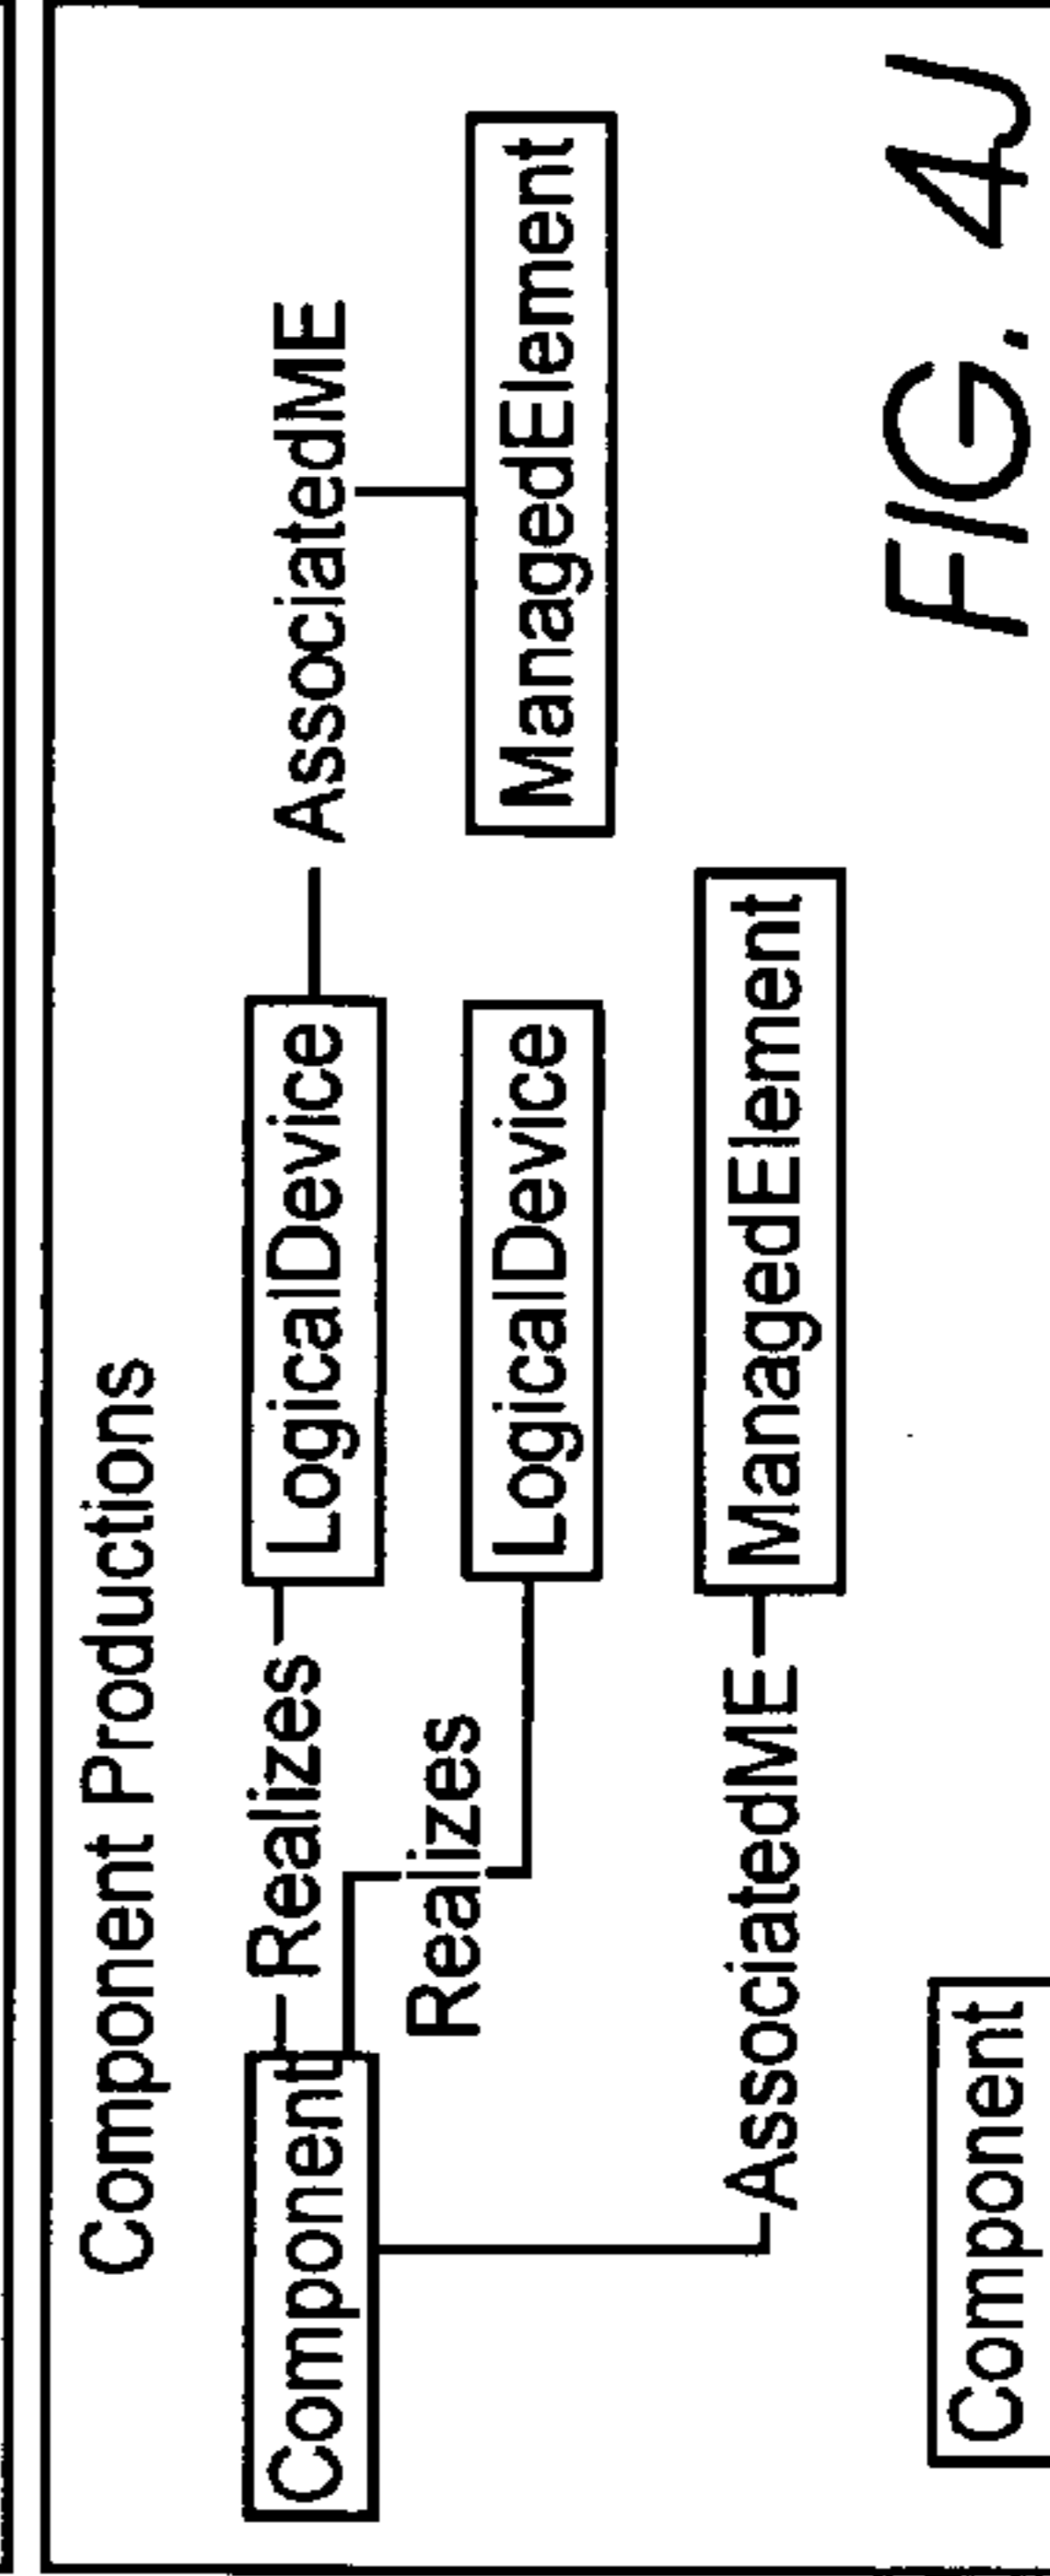 Component Productions
Component Realizes LogicalDevice AssociatedME
Realizes LogicalDevice ManagedElement
AssociatedME ManagedElement
Component
FIG. 4J